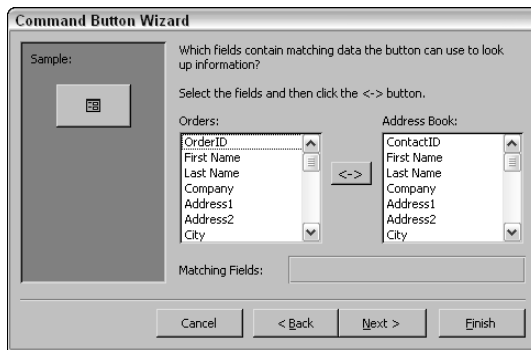 Command Button Wizard
Sample:
Which fields contain matching data the button can use to look
up information?
Select the fields and then click the <-> button.
Orders:
OrderID
First Name
Last Name
Company
Address1
Address2
City
<->
Address Book:
ContactID
First Name
Last Name
Company
Address1
Address2
City
Matching Fields:
Cancel
< Back
Next >
Finish